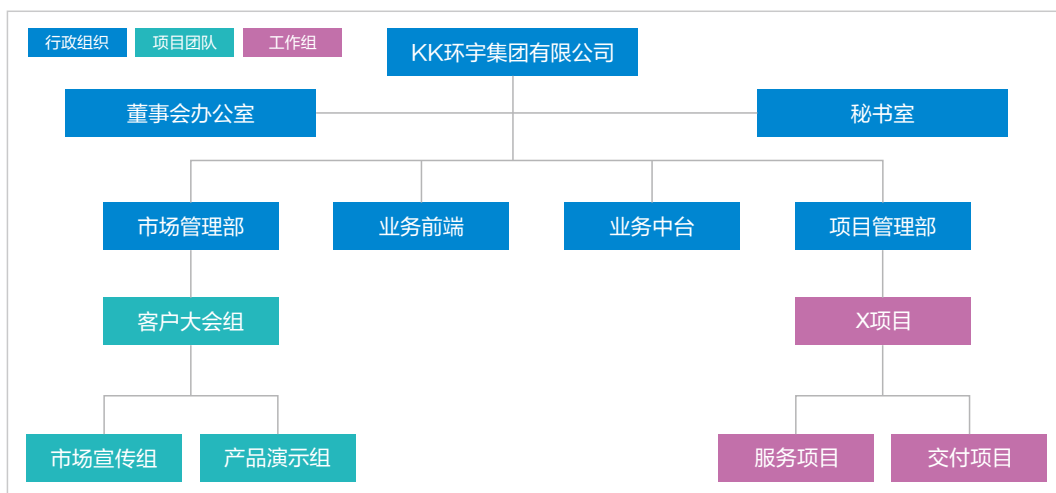 行政组织
项目团队
工作组
KK环宇集团有限公司
董事会办公室
秘书室
市场管理部
业务前端
业务中台
项目管理部
客户大会组
X项目
市场宣传组
产品演示组
服务项目
交付项目